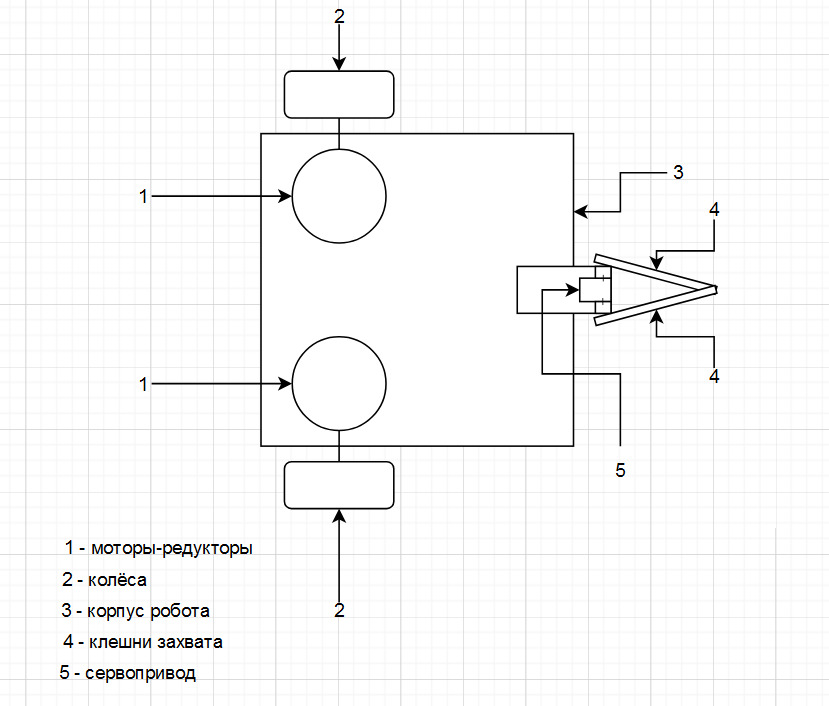 2
3
1
4
1
4
5
1 - моторы-редукторы
2 - колёса
2
3 - корпус робота
4 - клешни захвата
5 - сервопривод